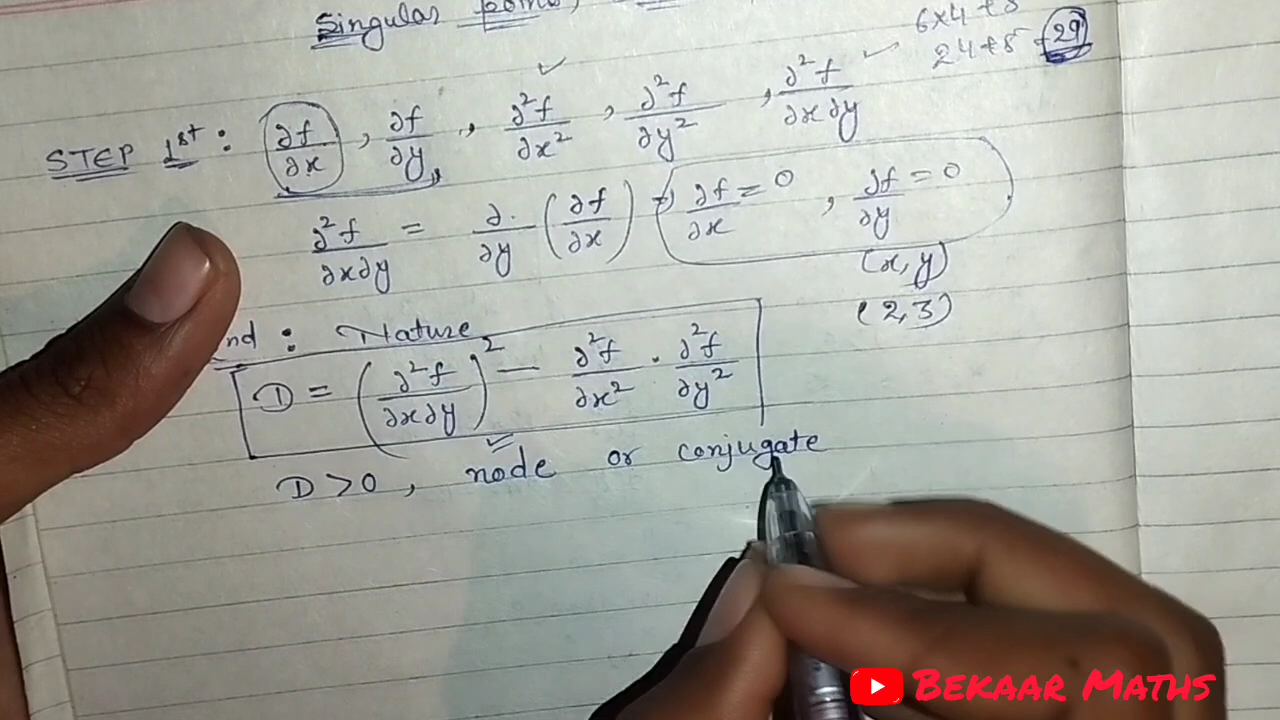 Singular
6×4+5
24+5=29
STEP 1st : ∂f/∂x , ∂f/∂y , ∂²f/∂x² , ∂²f/∂y² , ∂²f/∂x∂y
∂²f/∂x∂y = ∂/∂y (∂f/∂x) → ∂f/∂x = 0 , ∂f/∂y = 0
(x,y)
(2,3)
nd : Nature
D = (∂²f/∂x∂y)² − ∂²f/∂x² · ∂²f/∂y²
D > 0 , node or conjugate
BEKAAR MATHS